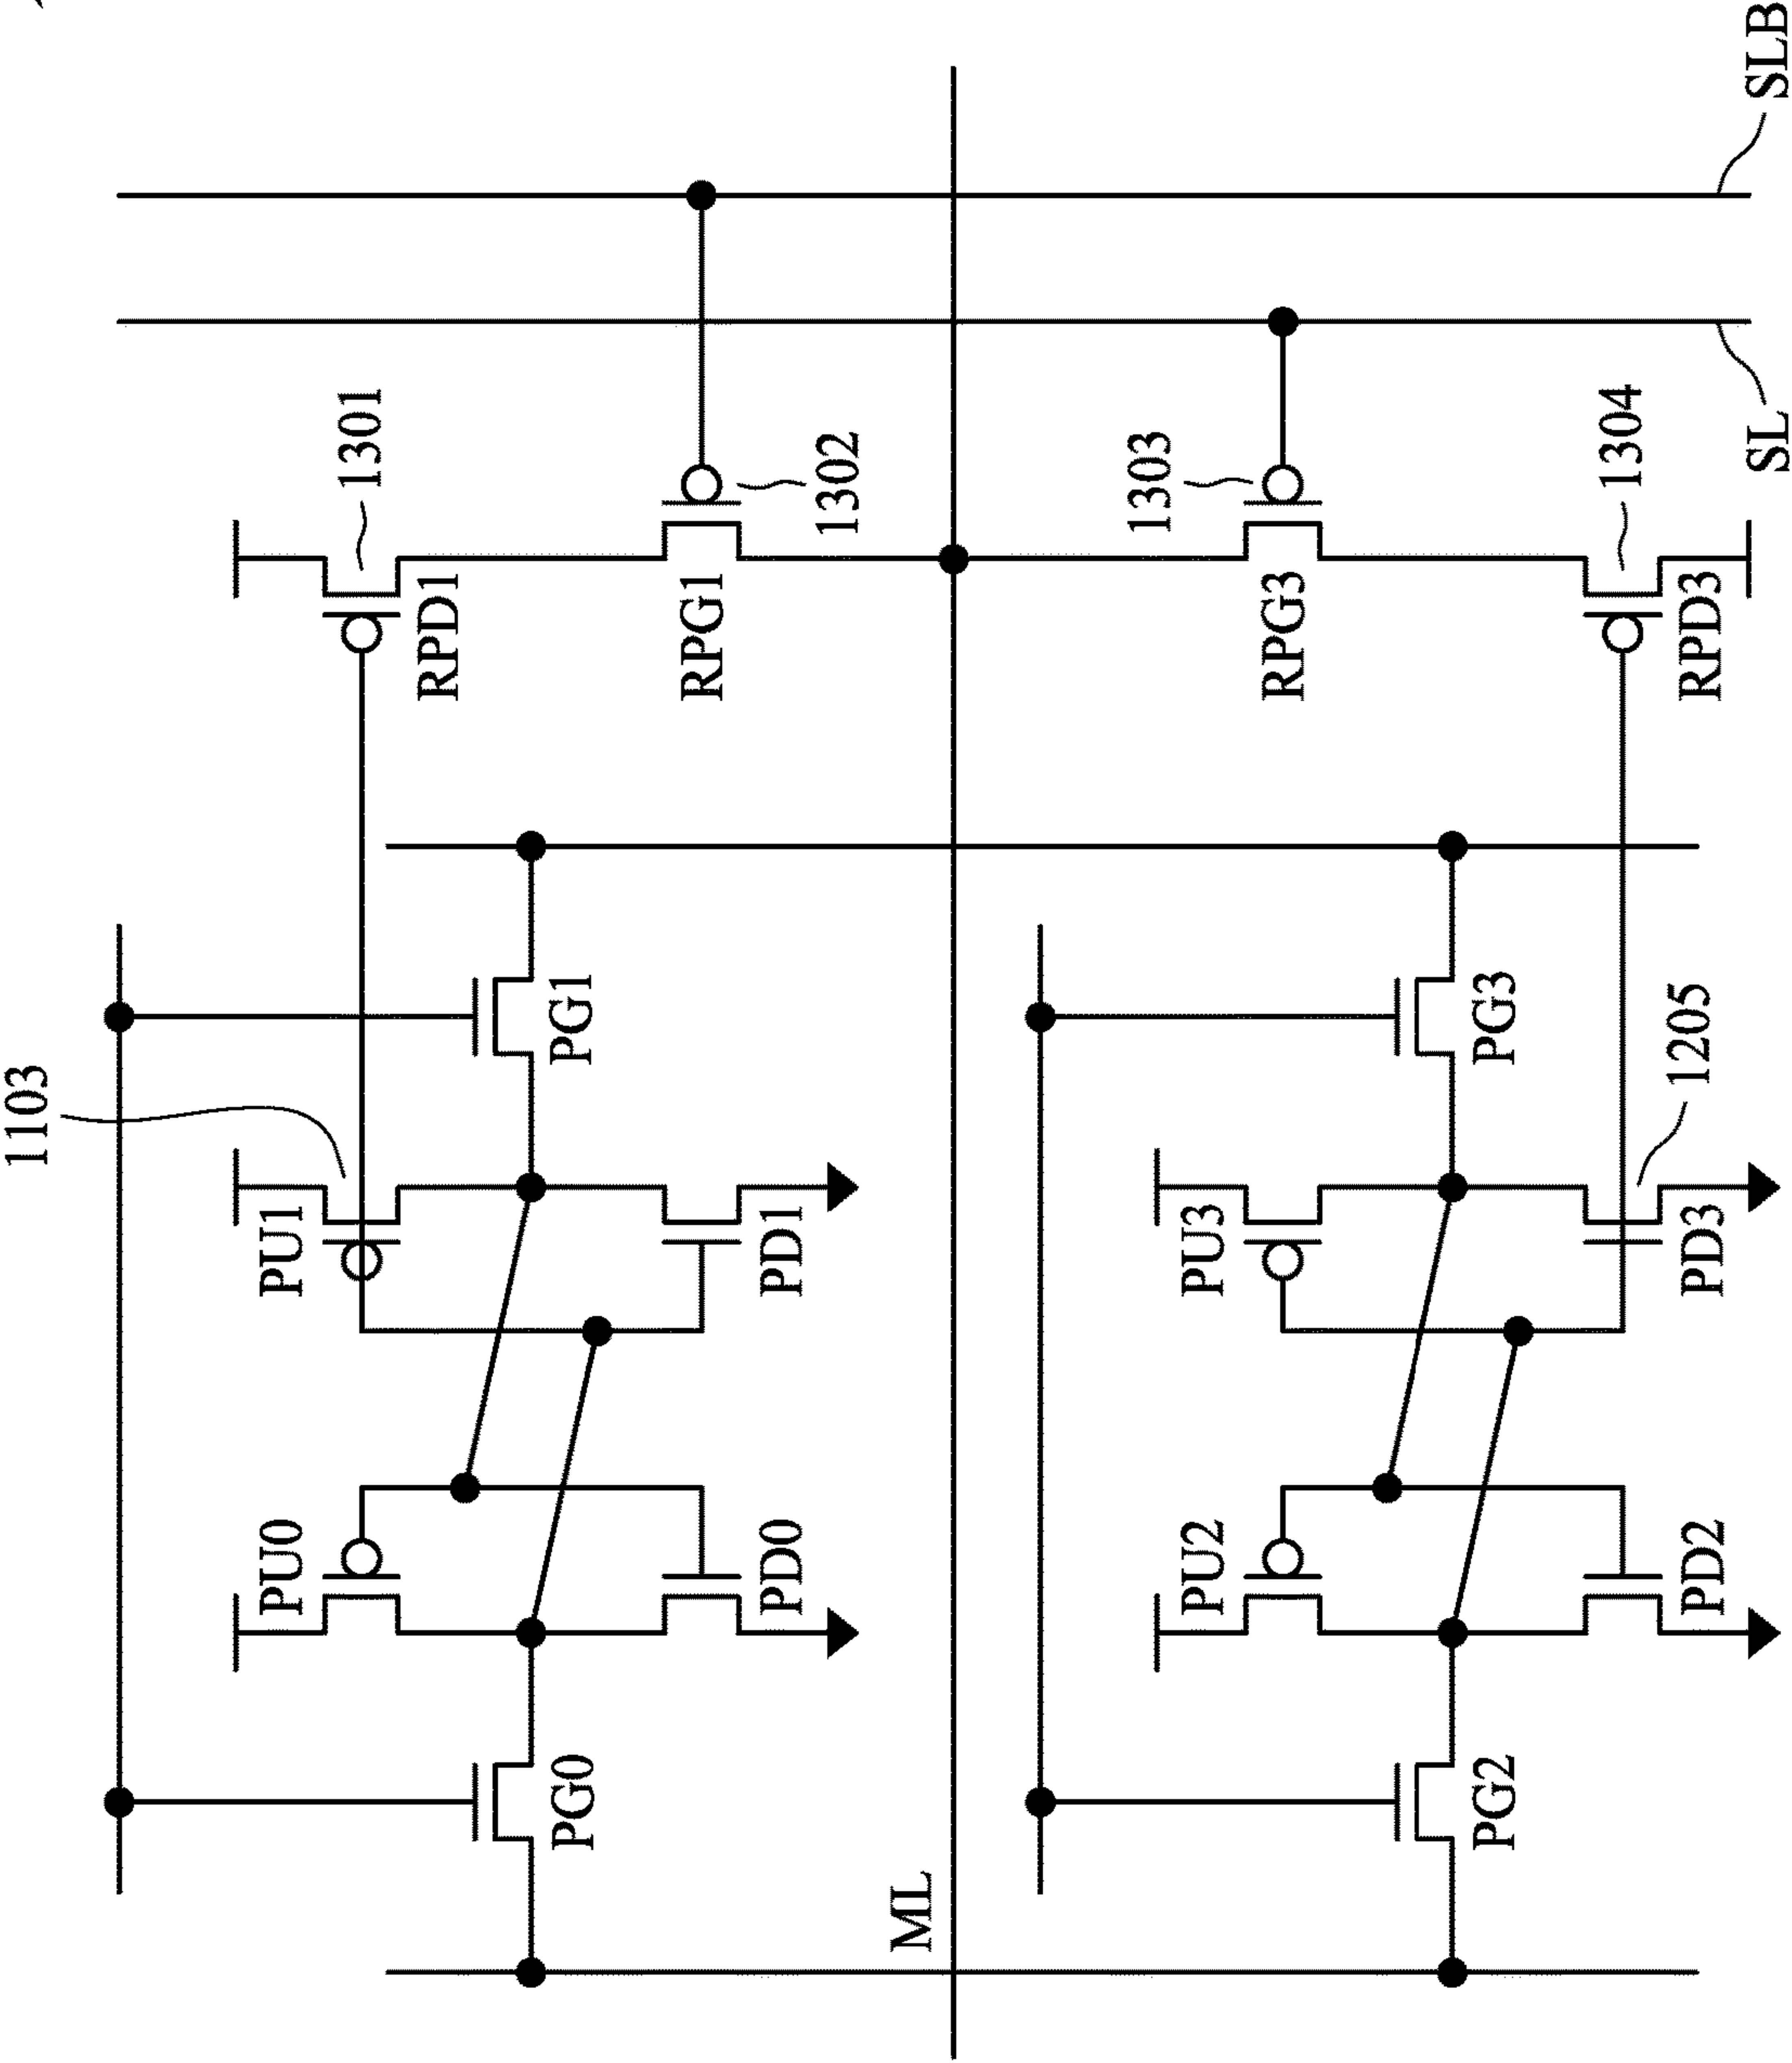 1103
PU1
PD1
PG1
RPD1
1301
RPG1
1302
PU0
PD0
PG0
ML
SLB
SL
1303
RPG3
1304
RPD3
PG3
PU3
PD3
1205
PU2
PD2
PG2